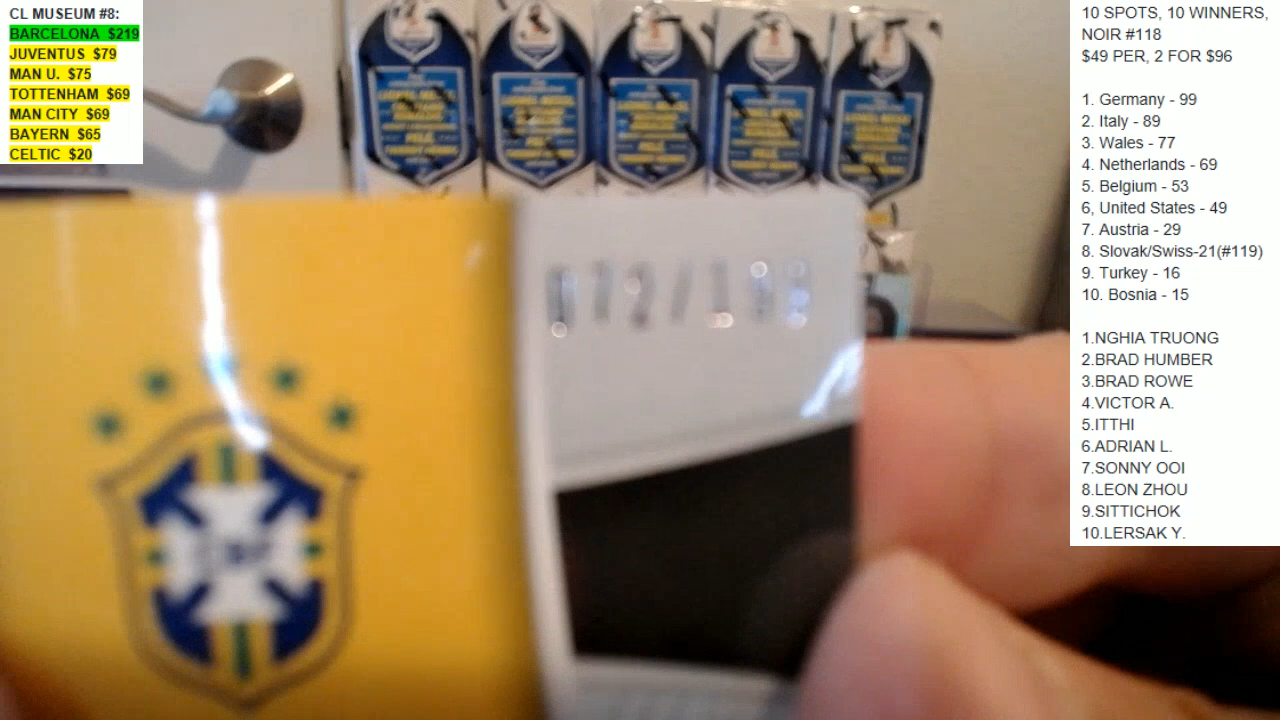 CL MUSEUM #8:
BARCELONA $219
JUVENTUS $79
MAN U. $75
TOTTENHAM $69
MAN CITY $69
BAYERN $65
CELTIC $20
10 SPOTS, 10 WINNERS,
NOIR #118
$49 PER, 2 FOR $96
1. Germany - 99
2. Italy - 89
3. Wales - 77
4. Netherlands - 69
5. Belgium - 53
6, United States - 49
7. Austria - 29
8. Slovak/Swiss-21(#119)
9. Turkey - 16
10. Bosnia - 15
1.NGHIA TRUONG
2.BRAD HUMBER
3.BRAD ROWE
4.VICTOR A.
5.ITTHI
6.ADRIAN L.
7.SONNY OOI
8.LEON ZHOU
9.SITTICHOK
10.LERSAK Y.